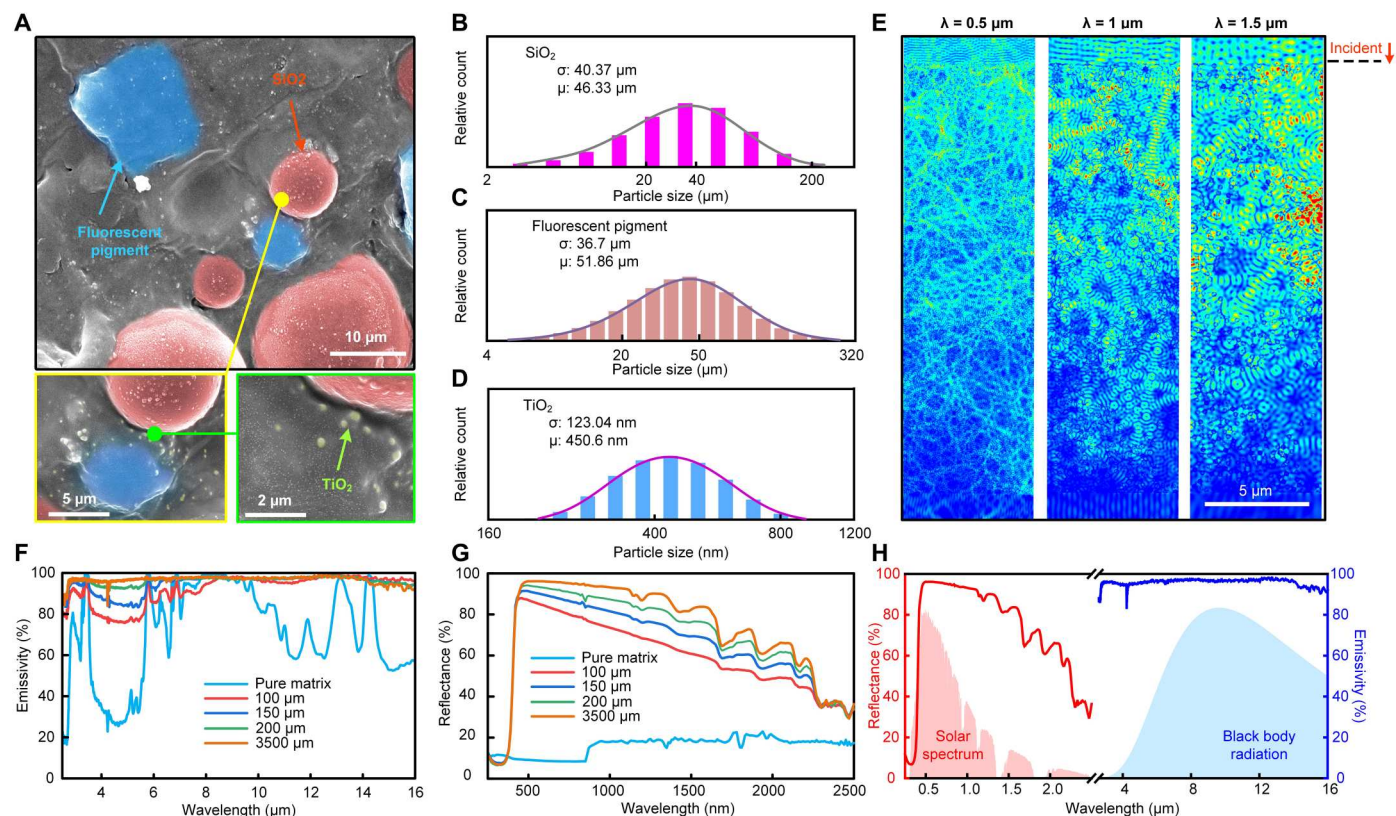 A
SiO2
Fluorescent
pigment
10 μm
5 μm
TiO₂
2 μm
B
SiO₂
σ: 40.37 μm
μ: 46.33 μm
Relative count
2 20 40 200
Particle size (μm)
C
Fluorescent pigment
σ: 36.7 μm
μ: 51.86 μm
Relative count
4 20 50 320
Particle size (μm)
D
TiO₂
σ: 123.04 nm
μ: 450.6 nm
Relative count
160 400 800 1200
Particle size (nm)
E
λ = 0.5 μm λ = 1 μm λ = 1.5 μm
Incident
5 μm
F
Emissivity (%)
100
80
60
40
20
0
Pure matrix
100 μm
150 μm
200 μm
3500 μm
4 6 8 10 12 14 16
Wavelength (μm)
G
Reflectance (%)
100
80
60
40
20
0
Pure matrix
100 μm
150 μm
200 μm
3500 μm
500 1000 1500 2000 2500
Wavelength (nm)
H
Reflectance (%)
100
80
60
40
20
0
Solar
spectrum
Black body
radiation
100
80
60
40
20
0
Emissivity (%)
0.5 1.0 1.5 2.0 4 8 12 16
Wavelength (μm)